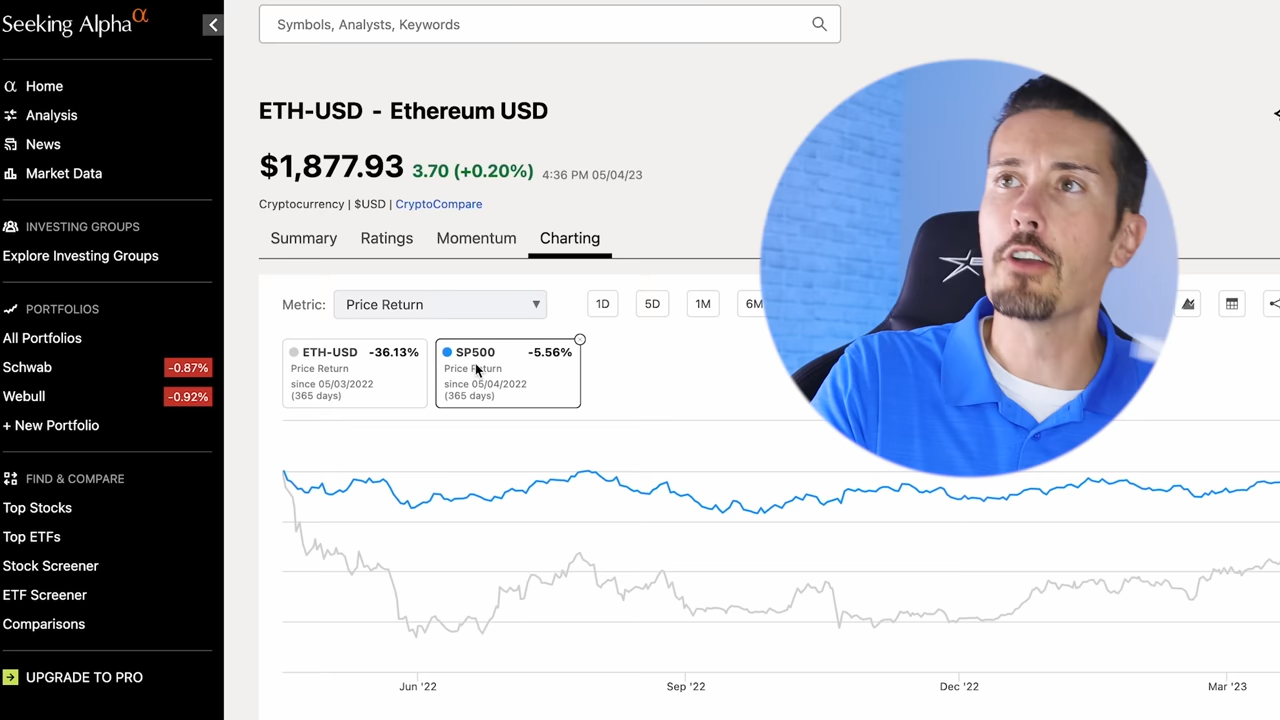 Seeking Alpha α
Home
Analysis
News
Market Data
INVESTING GROUPS
Explore Investing Groups
PORTFOLIOS
All Portfolios
Schwab -0.87%
Webull -0.92%
+ New Portfolio
FIND & COMPARE
Top Stocks
Top ETFs
Stock Screener
ETF Screener
Comparisons
UPGRADE TO PRO
Symbols, Analysts, Keywords
ETH-USD - Ethereum USD
$1,877.93 3.70 (+0.20%) 4:36 PM 05/04/23
Cryptocurrency | $USD | CryptoCompare
Summary Ratings Momentum Charting
Metric: Price Return 1D 5D 1M 6M
ETH-USD -36.13%
Price Return
since 05/03/2022
(365 days)
SP500 -5.56%
Price Return
since 05/04/2022
(365 days)
Jun '22 Sep '22 Dec '22 Mar '23